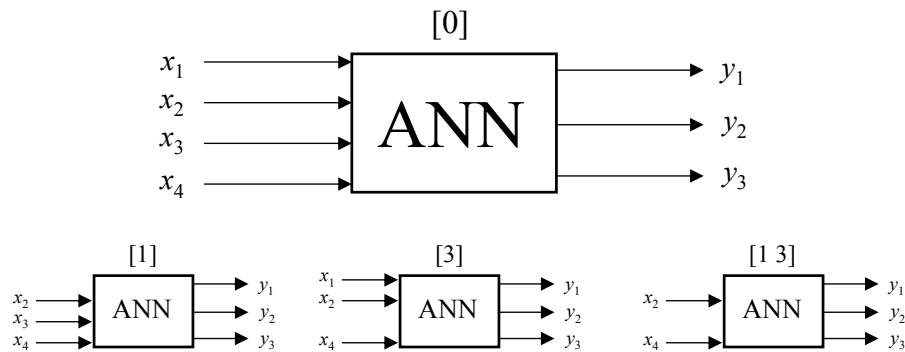 [0]
x1 y1
x2 ANN y2
x3 y3
x4
[1] [3] [1 3]
x2 x3 x4 ANN y1 y2 y3
x1 x2 x4 ANN y1 y2 y3
x2 x4 ANN y1 y2 y3